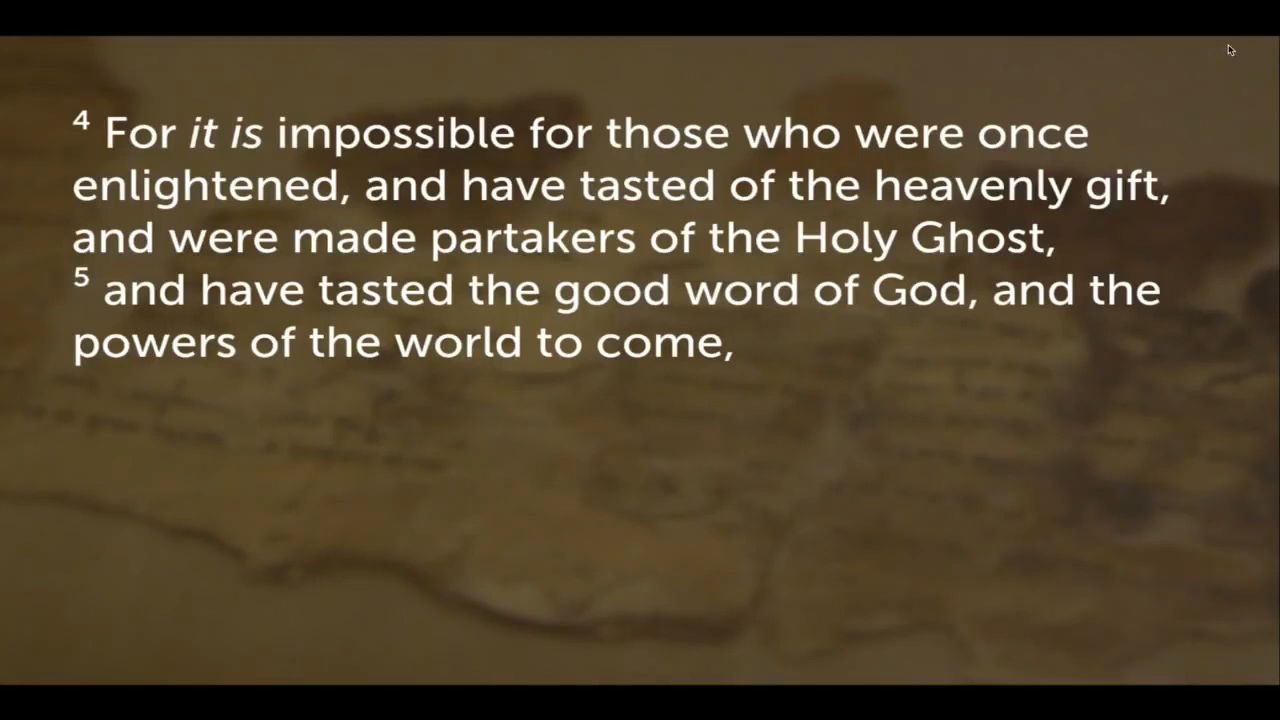 4 For it is impossible for those who were once
enlightened, and have tasted of the heavenly gift,
and were made partakers of the Holy Ghost,
5 and have tasted the good word of God, and the
powers of the world to come,